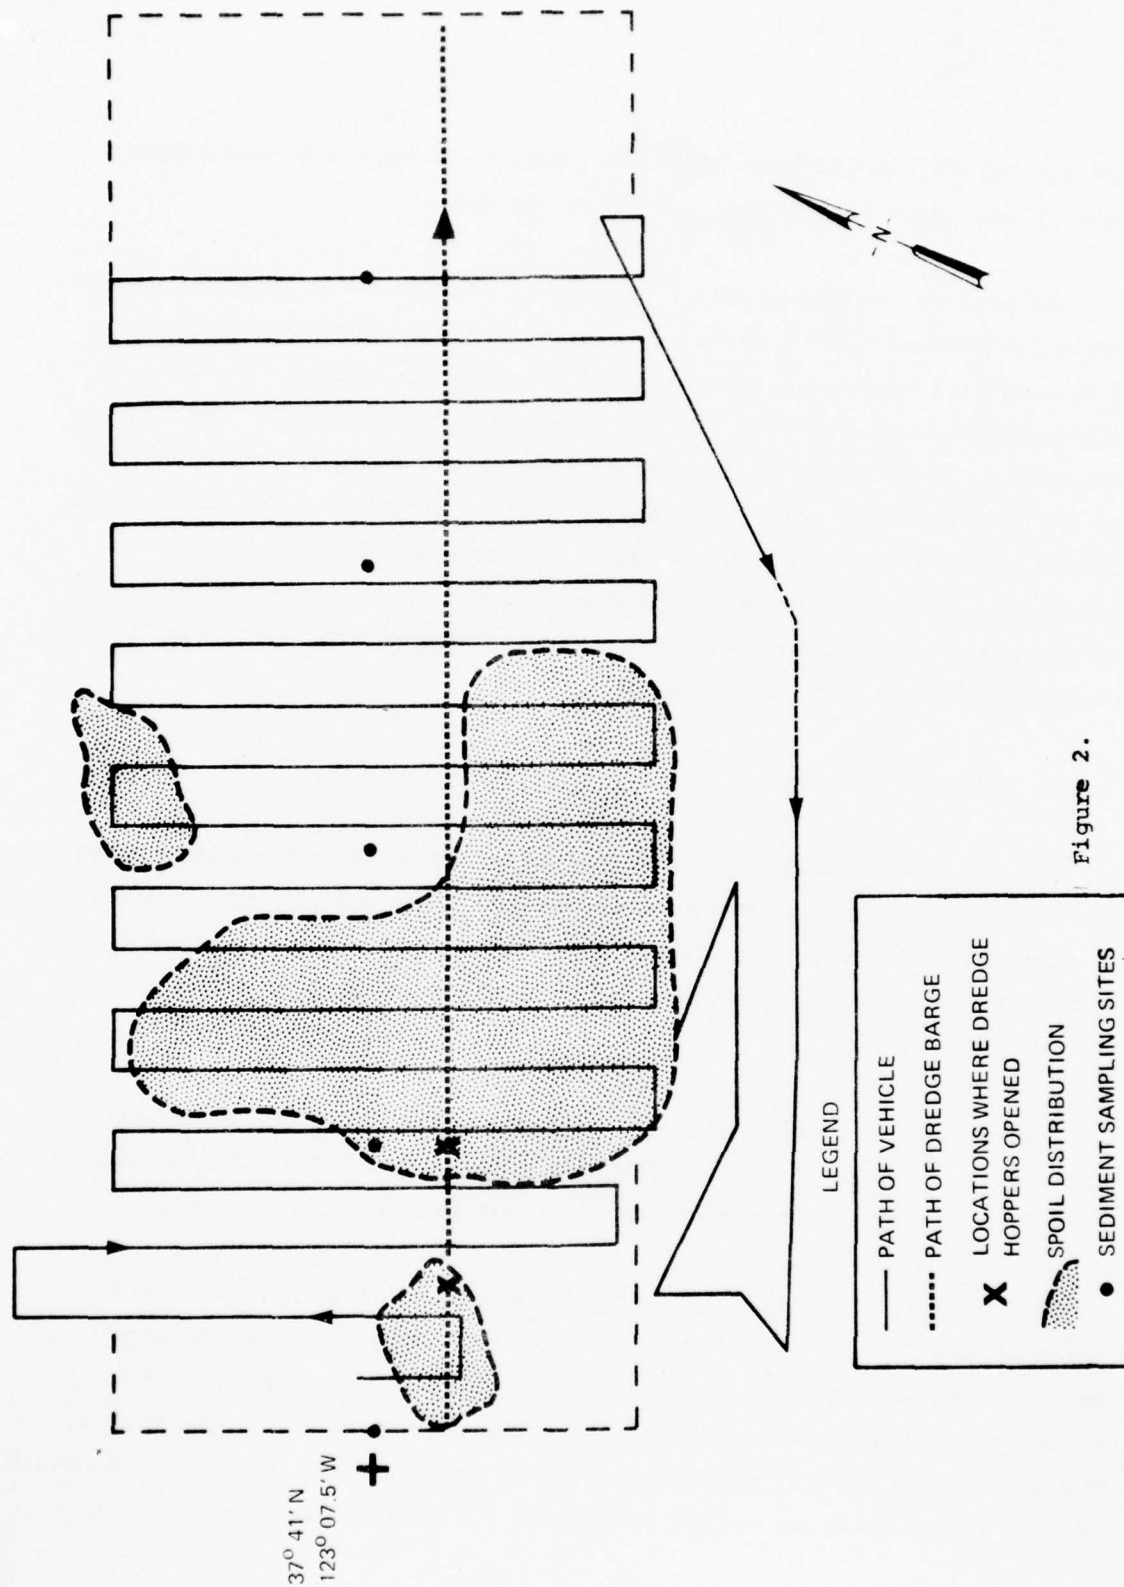 37° 41' N
123° 07.5' W
N
LEGEND
PATH OF VEHICLE
PATH OF DREDGE BARGE
LOCATIONS WHERE DREDGE
HOPPERS OPENED
SPOIL DISTRIBUTION
SEDIMENT SAMPLING SITES
Figure 2.